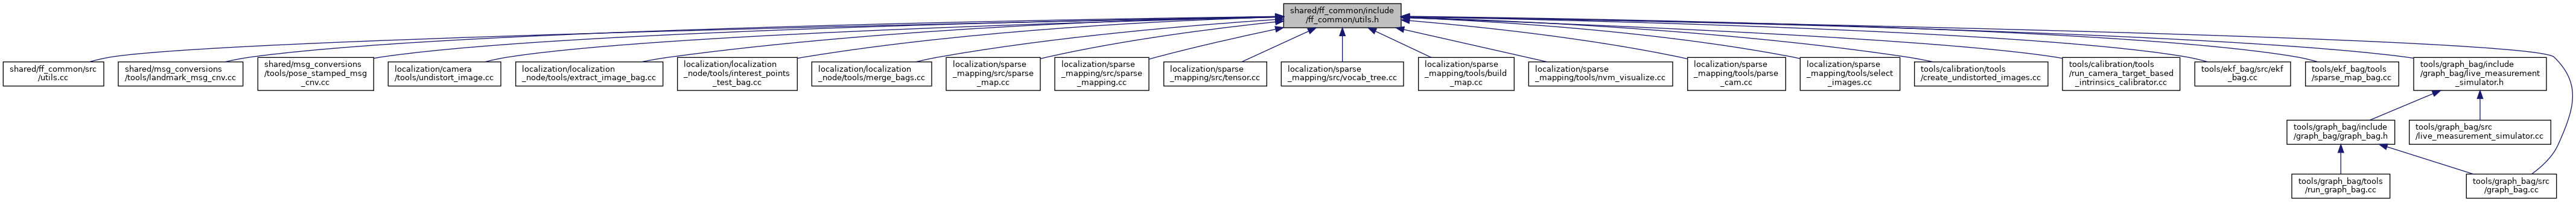 shared/ff_common/include
/ff_common/utils.h
shared/ff_common/src
/utils.cc
shared/msg_conversions
/tools/landmark_msg_cnv.cc
shared/msg_conversions
/tools/pose_stamped_msg
_cnv.cc
localization/camera
/tools/undistort_image.cc
localization/localization
_node/tools/extract_image_bag.cc
localization/localization
_node/tools/interest_points
_test_bag.cc
localization/localization
_node/tools/merge_bags.cc
localization/sparse
_mapping/src/sparse
_map.cc
localization/sparse
_mapping/src/sparse
_mapping.cc
localization/sparse
_mapping/src/tensor.cc
localization/sparse
_mapping/src/vocab_tree.cc
localization/sparse
_mapping/tools/build
_map.cc
localization/sparse
_mapping/tools/nvm_visualize.cc
localization/sparse
_mapping/tools/parse
_cam.cc
localization/sparse
_mapping/tools/select
_images.cc
tools/calibration/tools
/create_undistorted_images.cc
tools/calibration/tools
/run_camera_target_based
_intrinsics_calibrator.cc
tools/ekf_bag/src/ekf
_bag.cc
tools/ekf_bag/tools
/sparse_map_bag.cc
tools/graph_bag/include
/graph_bag/live_measurement
_simulator.h
tools/graph_bag/include
/graph_bag/graph_bag.h
tools/graph_bag/src
/live_measurement_simulator.cc
tools/graph_bag/tools
/run_graph_bag.cc
tools/graph_bag/src
/graph_bag.cc